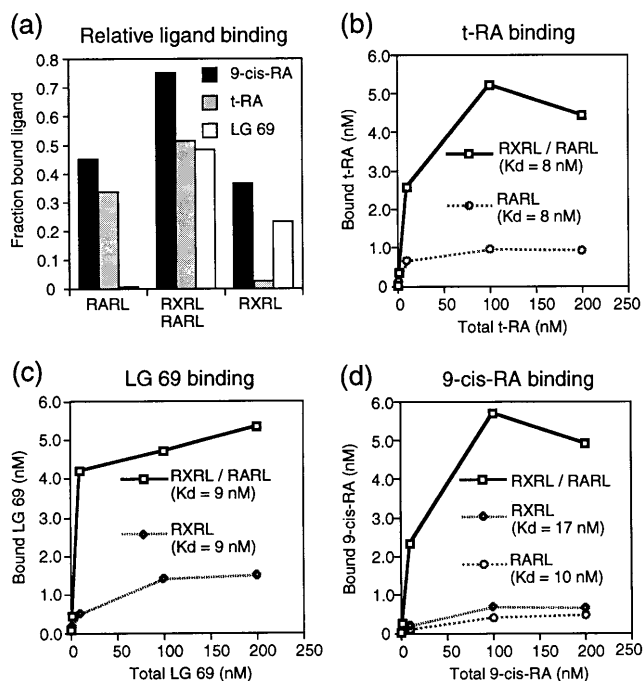 (a)
Relative ligand binding
Fraction bound ligand
0.8
0.7
0.6
0.5
0.4
0.3
0.2
0.1
0
9-cis-RA
t-RA
LG 69
RARL
RXRL
RARL
RXRL
(b)
t-RA binding
Bound t-RA (nM)
6.0
5.0
4.0
3.0
2.0
1.0
0
RXRL / RARL
(Kd = 8 nM)
RARL
(Kd = 8 nM)
0 50 100 150 200 250
Total t-RA (nM)
(c)
LG 69 binding
Bound LG 69 (nM)
6.0
5.0
4.0
3.0
2.0
1.0
0.0
RXRL / RARL
(Kd = 9 nM)
RXRL
(Kd = 9 nM)
0 50 100 150 200 250
Total LG 69 (nM)
(d)
9-cis-RA binding
Bound 9-cis-RA (nM)
6.0
5.0
4.0
3.0
2.0
1.0
0.0
RXRL / RARL
RXRL
(Kd = 17 nM)
RARL
(Kd = 10 nM)
0 50 100 150 200 250
Total 9-cis-RA (nM)